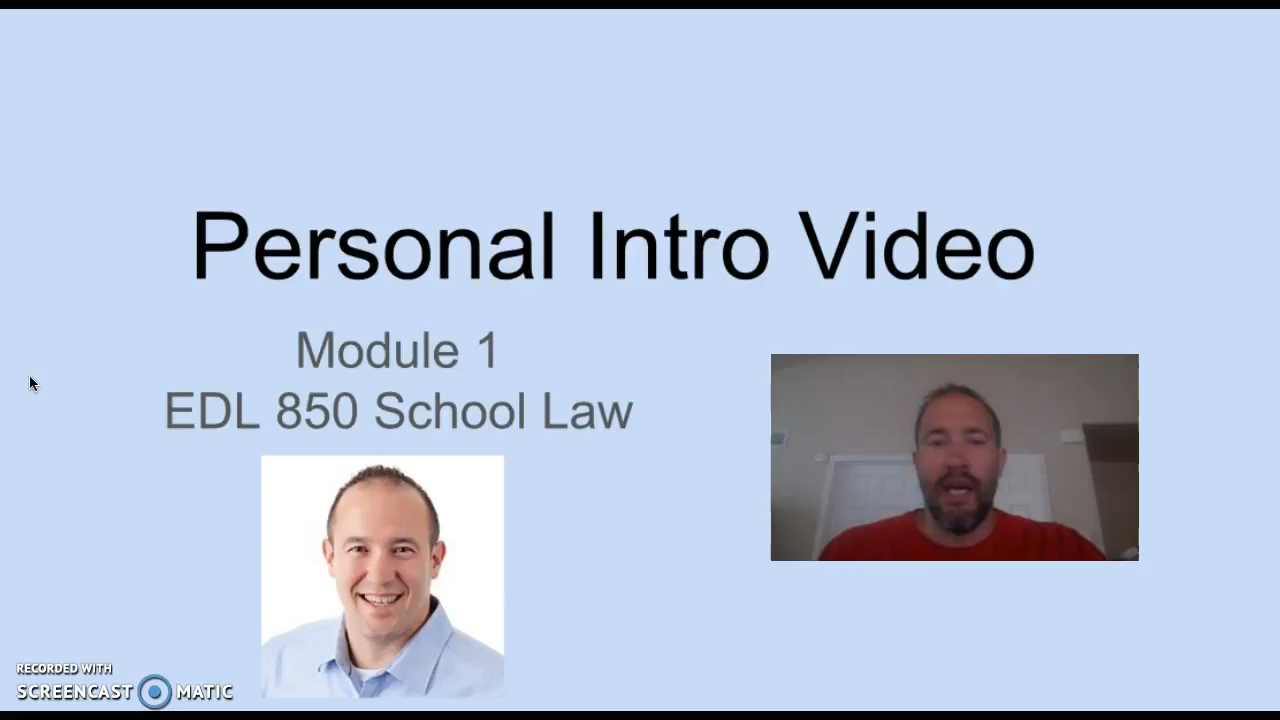 Personal Intro Video
Module 1
EDL 850 School Law
RECORDED WITH
SCREENCAST MATIC